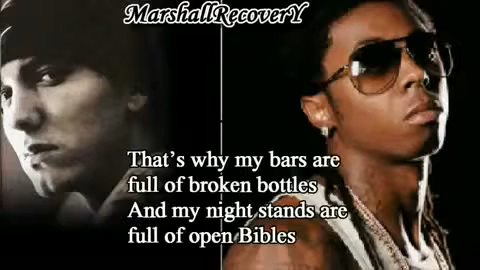 MarshallRecoverY
That's why my bars are
full of broken bottles
And my night stands are
full of open Bibles